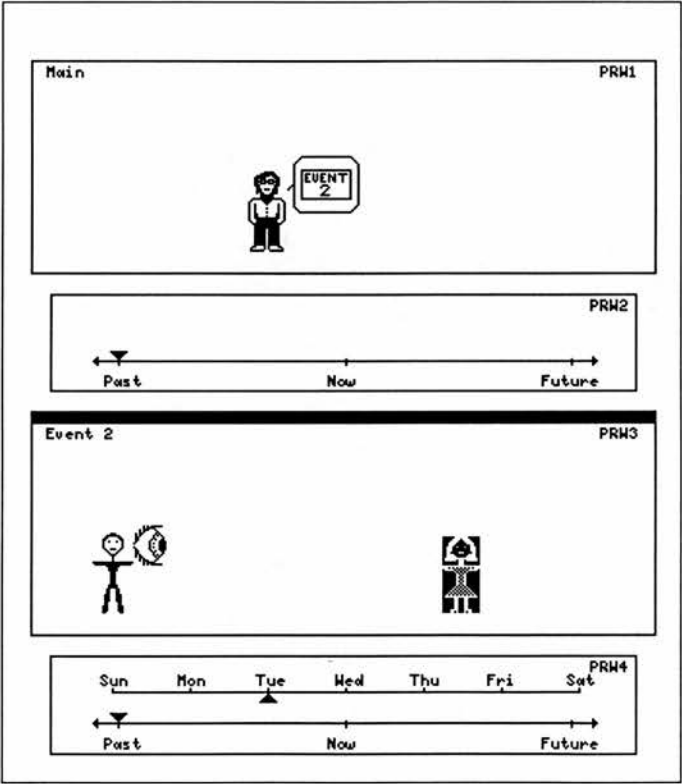 Main PRW1
EVENT
2
PRW2
Past Now Future
Event 2 PRW3
PRW4
Sun Mon Tue Wed Thu Fri Sat
Past Now Future